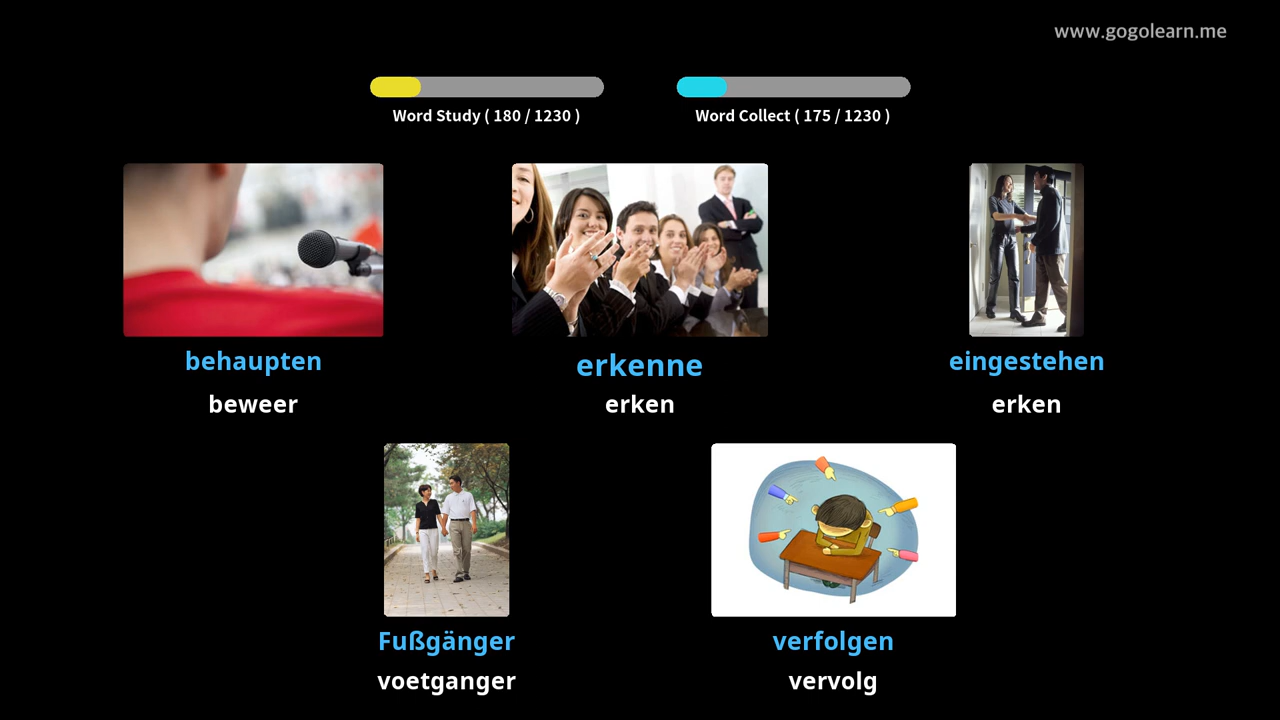 www.gogolearn.me
Word Study ( 180 / 1230 )
Word Collect ( 175 / 1230 )
behaupten
beweer
erkenne
erken
eingestehen
erken
Fußgänger
voetganger
verfolgen
vervolg